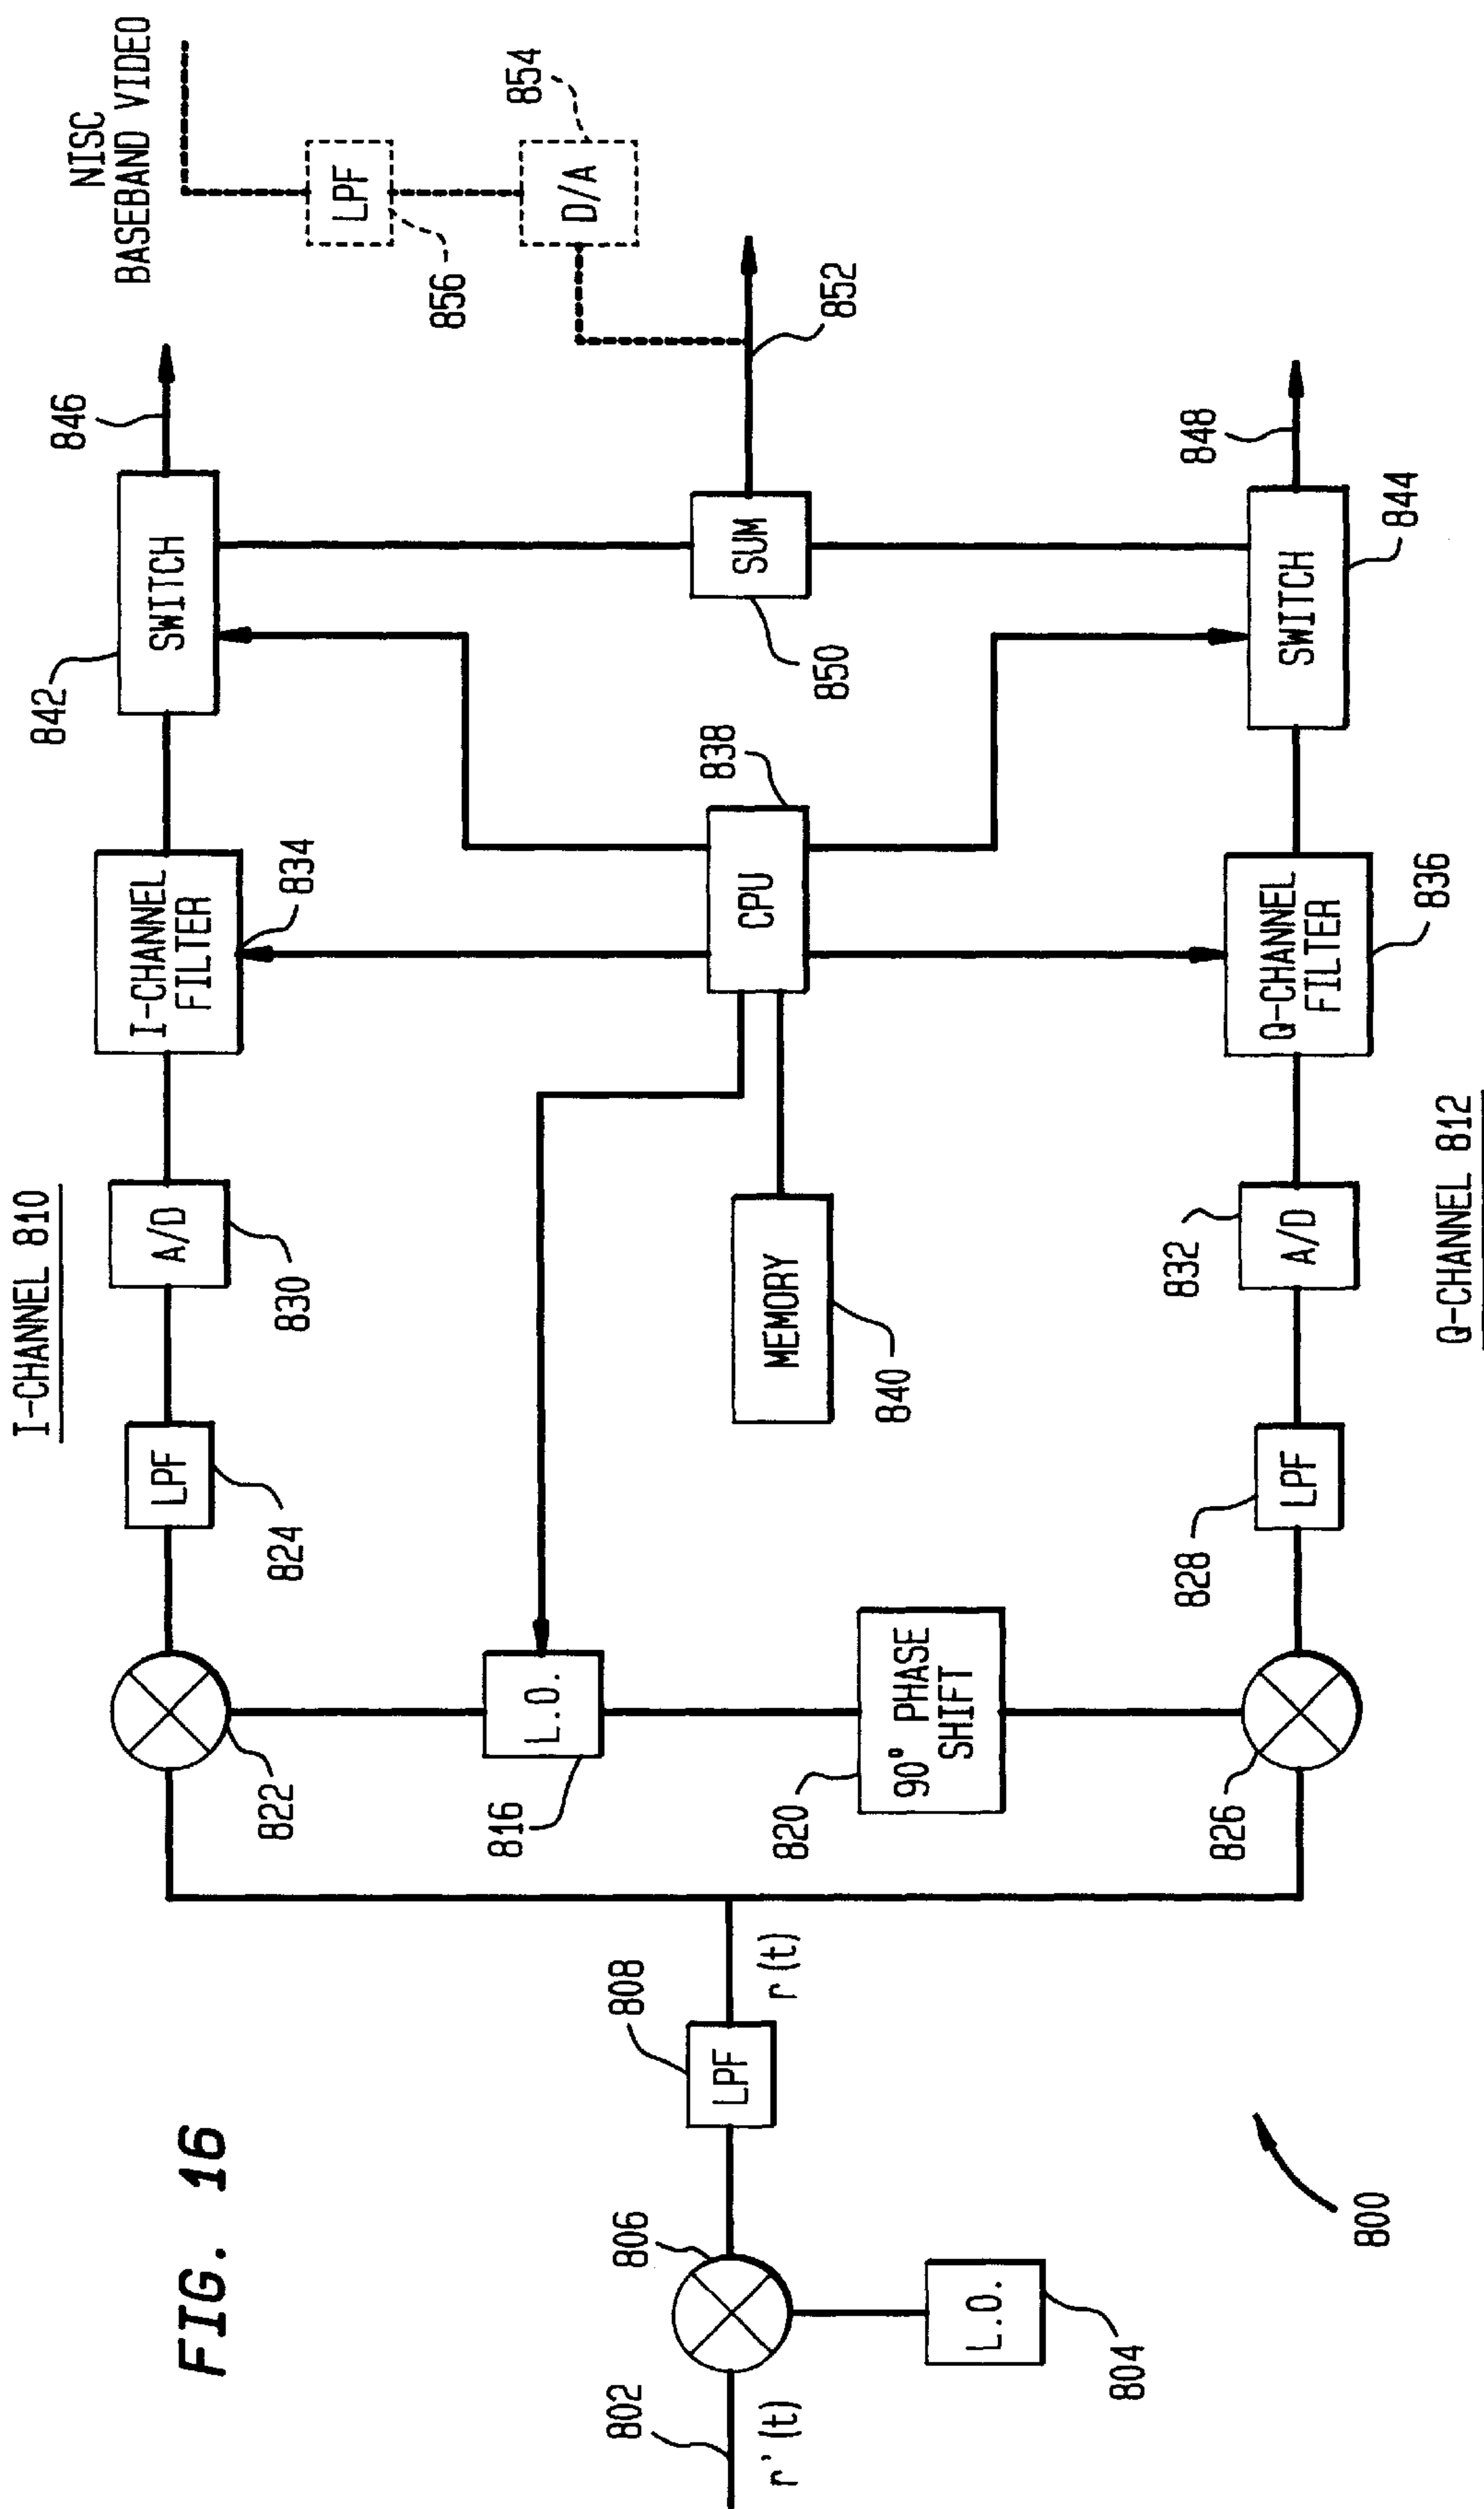 FIG. 16
I-CHANNEL 810
NISC
BASEBAND VIDEO
822
824
LPF
830
A/D
I-CHANNEL
FILTER
834
842
SWITCH
846
LPF
856
D/A
854
802
r'(t)
806
L.O.
804
808
LPF
r(t)
816
L.O.
820
90° PHASE
SHIFT
MEMORY
840
CPU
838
SUM
850
852
826
828
LPF
832
A/D
Q-CHANNEL
FILTER
836
SWITCH
844
848
Q-CHANNEL 812
800